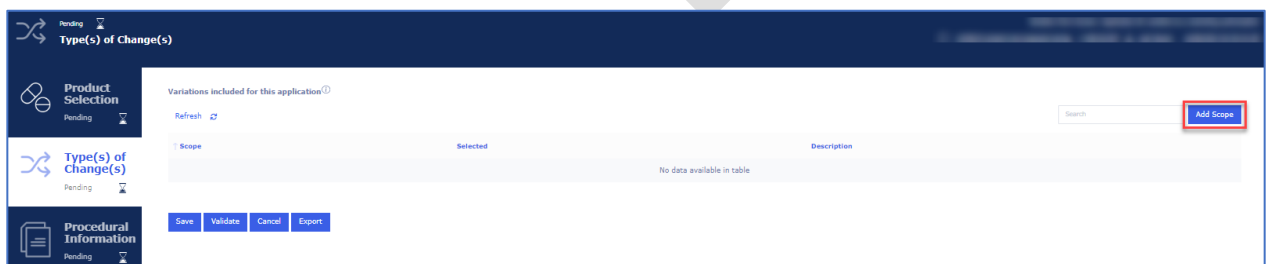 Pending
Type(s) of Change(s)
Product
Selection
Pending
Variations included for this application
Refresh
Search
Add Scope
Scope Selected Description
No data available in table
Type(s) of
Change(s)
Pending
Save Validate Cancel Export
Procedural
Information
Pending